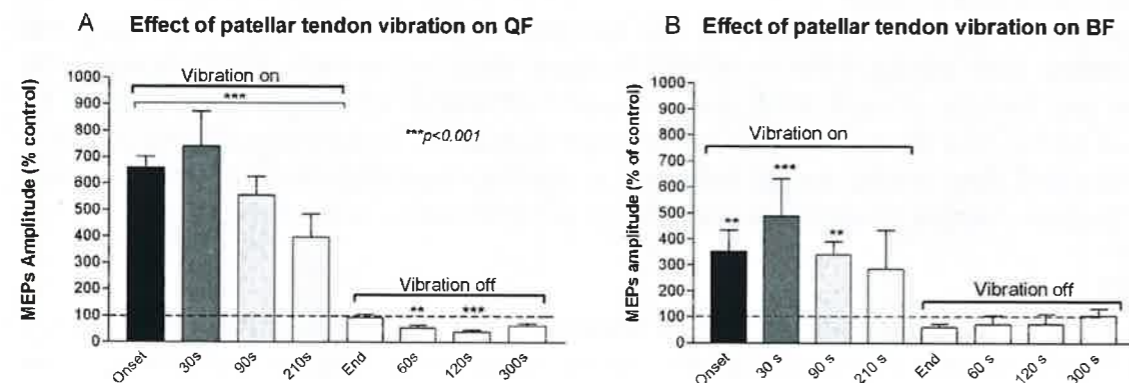 A Effect of patellar tendon vibration on QF
MEPs Amplitude (% control)
1000
900
800
700
600
500
400
300
200
100
0
Vibration on
***
***p<0.001
Vibration off
** ***
Onset 30s 90s 210s End 60s 120s 300s
B Effect of patellar tendon vibration on BF
MEPs amplitude (% of control)
1000
900
800
700
600
500
400
300
200
100
0
Vibration on
** *** **
Vibration off
Onset 30 s 90 s 210 s End 60 s 120 s 300 s